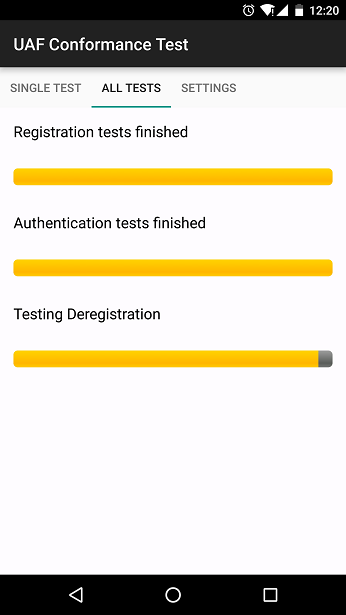 12:20
UAF Conformance Test
SINGLE TEST ALL TESTS SETTINGS
Registration tests finished
Authentication tests finished
Testing Deregistration